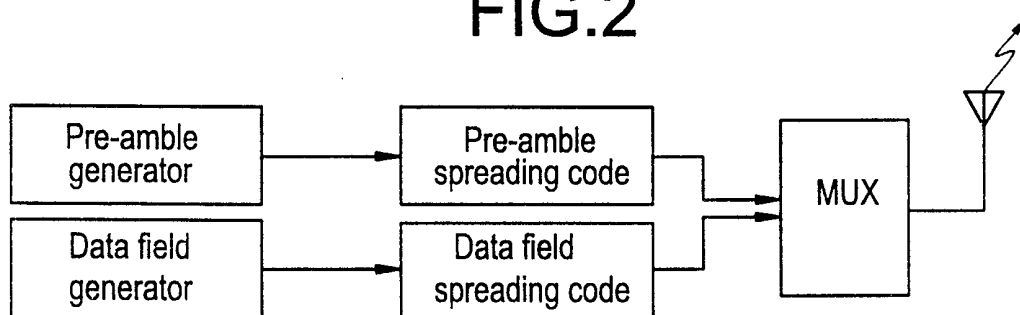 FIG.2
Pre-amble
generator
Pre-amble
spreading code
MUX
Data field
generator
Data field
spreading code